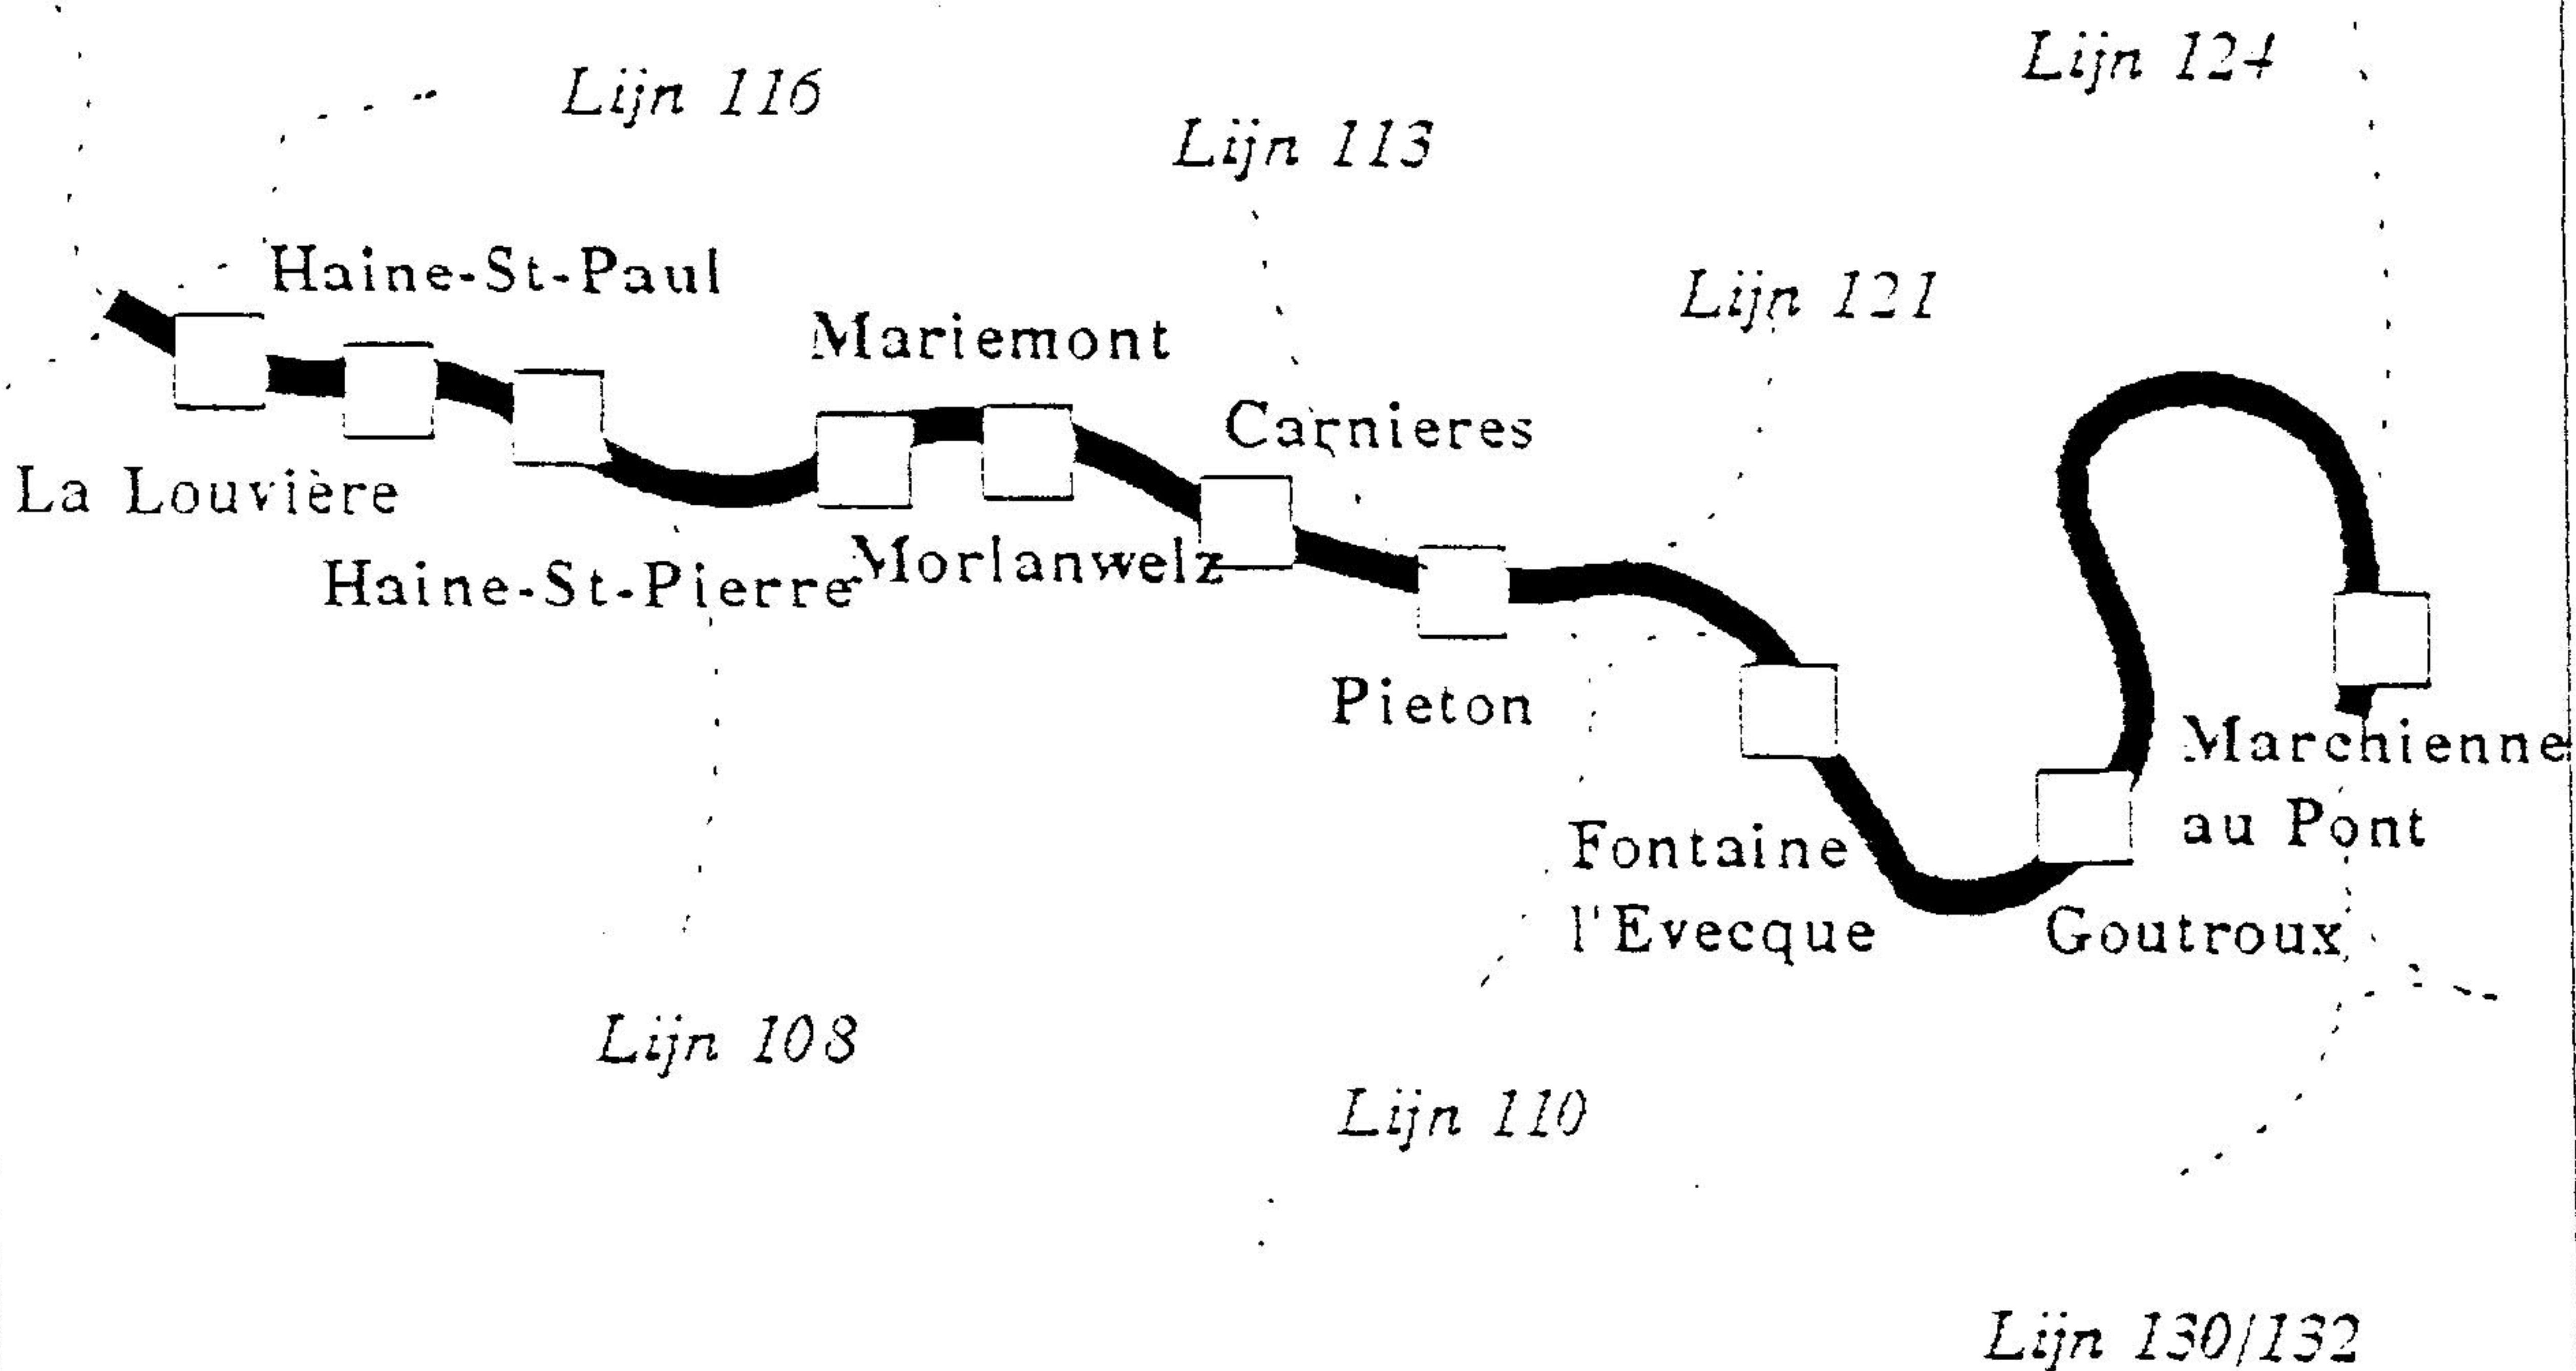 Lijn 124
Lijn 116
Lijn 113
Haine-St-Paul
Lijn 121
Mariemont
Carnieres
La Louvière
Haine-St-Pierre
Morlanwelz
Pieton
Marchienne
au Pont
Fontaine
l'Evecque
Goutroux
Lijn 108
Lijn 110
Lijn 130/132